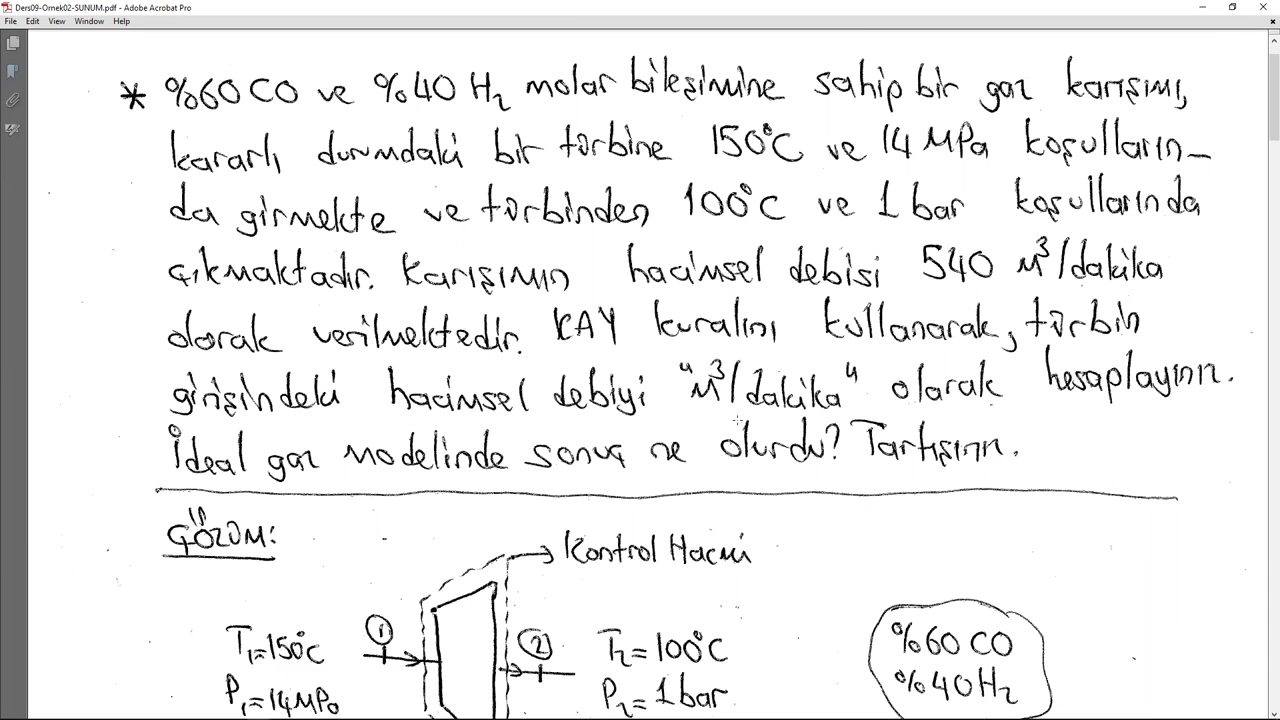 Ders09-Ornek02-SUNUM.pdf - Adobe Acrobat Pro
File Edit View Window Help
* %60 CO ve %40 H₂ molar bileşimine sahip bir gaz karışımı,
kararlı durumdaki bir türbine 150°C ve 14 MPa koşulların-
da girmekte ve türbinden 100°C ve 1 bar koşullarında
çıkmaktadır. Karışımın hacimsel debisi 540 m³/dakika
olarak verilmektedir. KAY kuralını kullanarak, türbin
girişindeki hacimsel debiyi "m³/dakika" olarak hesaplayınız.
İdeal gaz modelinde sonuç ne olurdu? Tartışınız.
ÇÖZÜM:
Kontrol Hacmi
T₁=150°C ① ② T₂=100°C %60 CO
P₁=14MPa P₂=1bar %40H₂